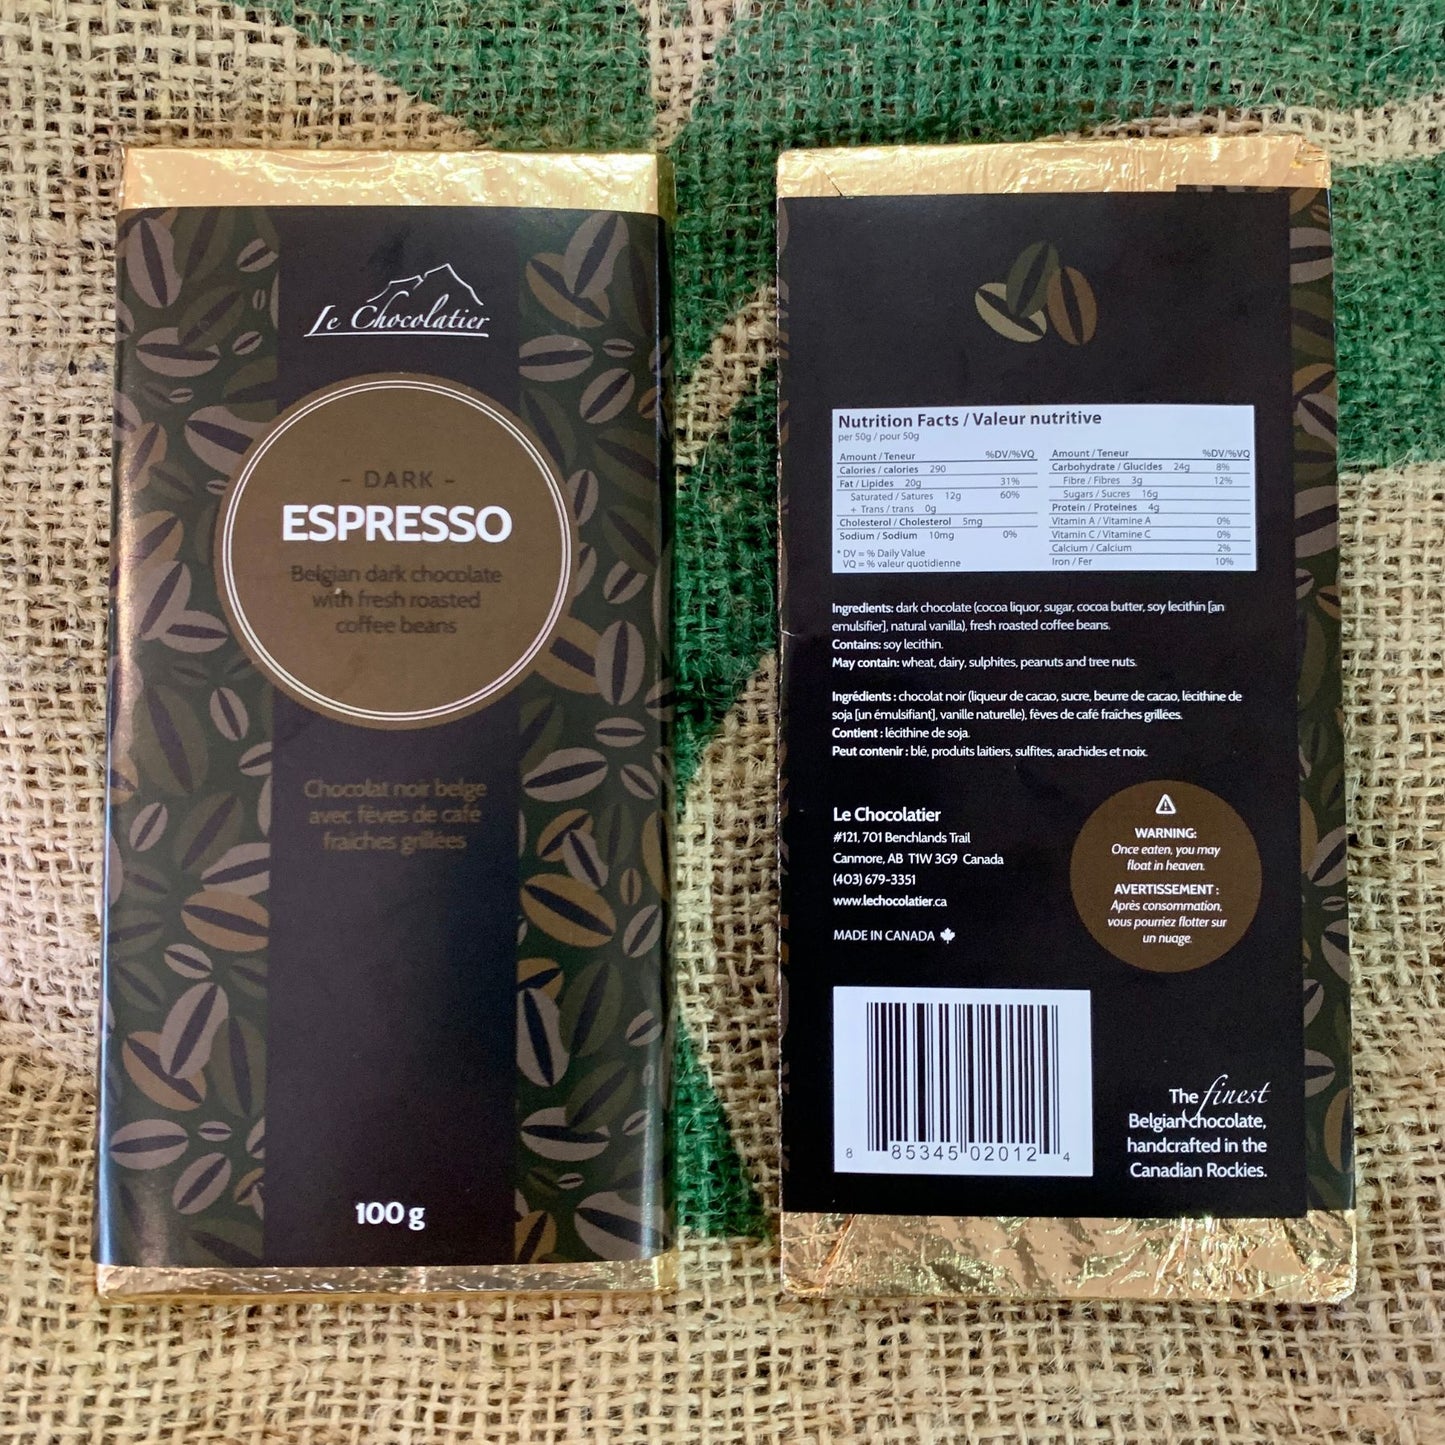 Le Chocolatier
- DARK -
ESPRESSO
Belgian dark chocolate
with fresh roasted
coffee beans
Chocolat noir belge
avec fèves de café
fraîches grillées
100 g
Nutrition Facts / Valeur nutritive
per 50g / pour 50g
Amount / Teneur %DV/%VQ
Calories / calories 290
Fat / Lipides 20g 31%
Saturated / Satures 12g 60%
+ Trans / trans 0g
Cholesterol / Cholesterol 5mg
Sodium / Sodium 10mg 0%
* DV = % Daily Value
VQ = % valeur quotidienne
Amount / Teneur %DV/%VQ
Carbohydrate / Glucides 24g 8%
Fibre / Fibres 3g 12%
Sugars / Sucres 16g
Protein / Proteines 4g
Vitamin A / Vitamine A 0%
Vitamin C / Vitamine C 0%
Calcium / Calcium 2%
Iron / Fer 10%
Ingredients: dark chocolate (cocoa liquor, sugar, cocoa butter, soy lecithin [an
emulsifier], natural vanilla), fresh roasted coffee beans.
Contains: soy lecithin.
May contain: wheat, dairy, sulphites, peanuts and tree nuts.
Ingrédients : chocolat noir (liqueur de cacao, sucre, beurre de cacao, lécithine de
soja [un émulsifiant], vanille naturelle), fèves de café fraîches grillées.
Contient : lécithine de soja.
Peut contenir : blé, produits laitiers, sulfites, arachides et noix.
Le Chocolatier
#121, 701 Benchlands Trail
Canmore, AB T1W 3G9 Canada
(403) 679-3351
www.lechocolatier.ca
MADE IN CANADA
WARNING:
Once eaten, you may
float in heaven.
AVERTISSEMENT :
Après consommation,
vous pourriez flotter sur
un nuage.
8 85345 02012 4
The finest
Belgian chocolate,
handcrafted in the
Canadian Rockies.